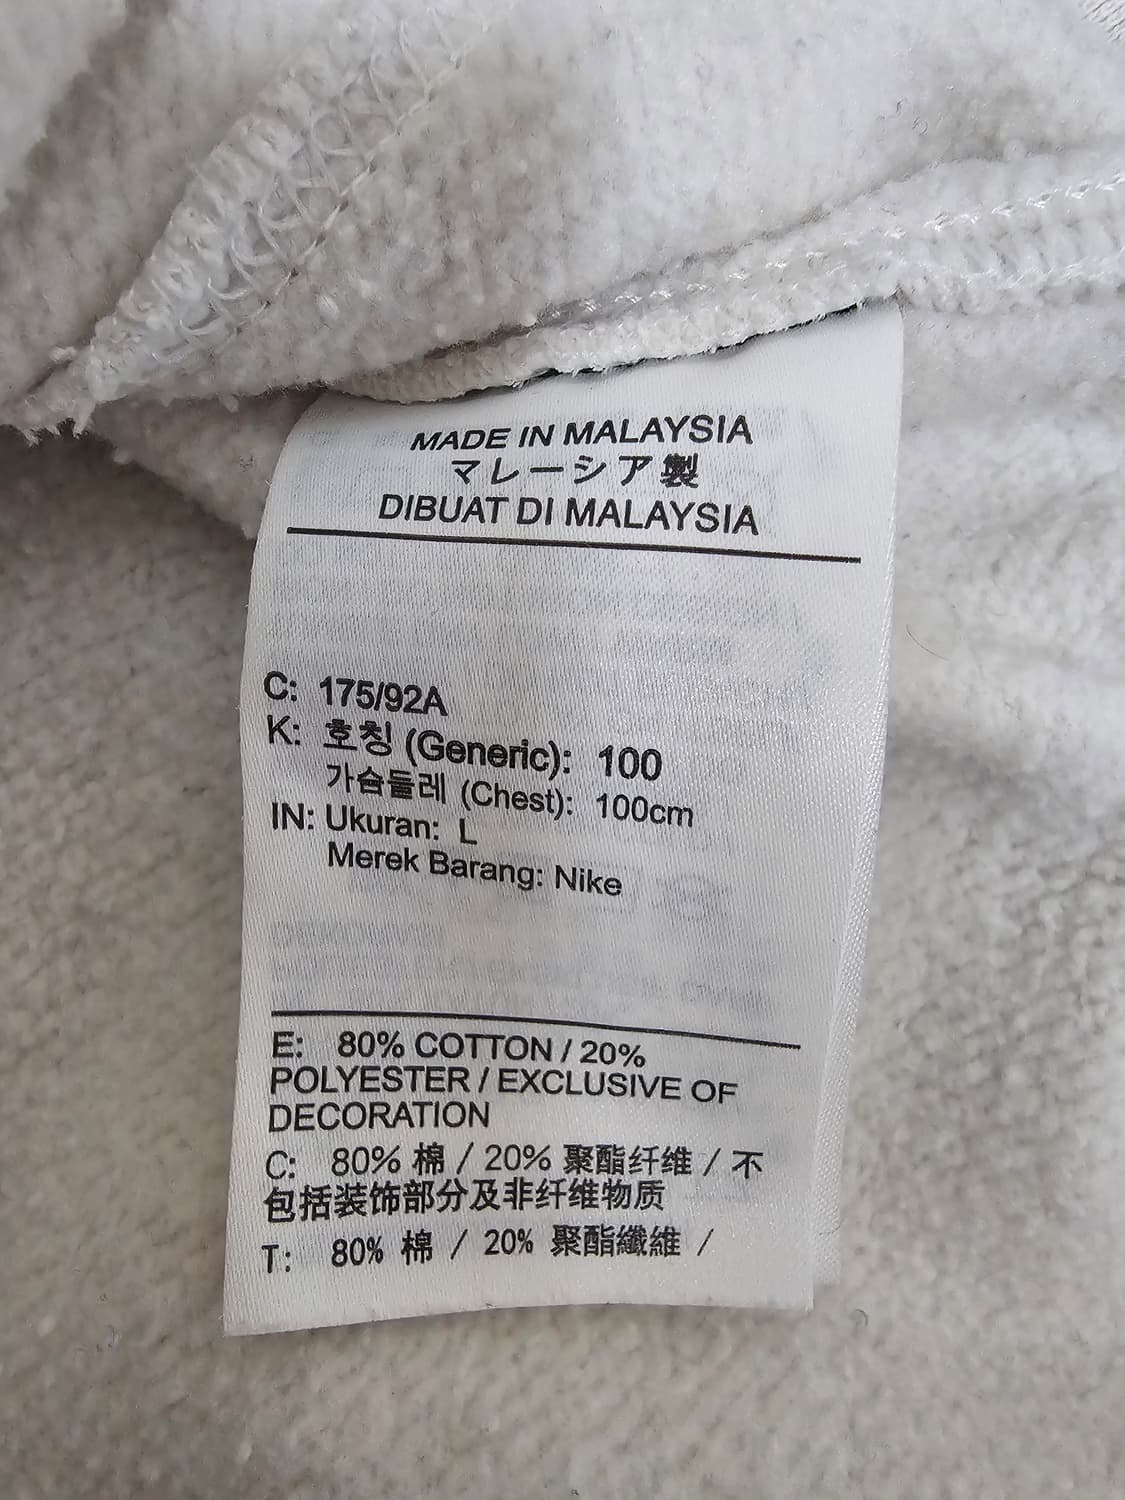 MADE IN MALAYSIA
マレーシア製
DIBUAT DI MALAYSIA
C: 175/92A
K: 호칭 (Generic): 100
가슴둘레 (Chest): 100cm
IN: Ukuran: L
Merek Barang: Nike
E: 80% COTTON / 20%
POLYESTER / EXCLUSIVE OF
DECORATION
C: 80% 棉 / 20% 聚酯纤维 / 不
包括装饰部分及非纤维物质
T: 80% 棉 / 20% 聚酯纖維 /